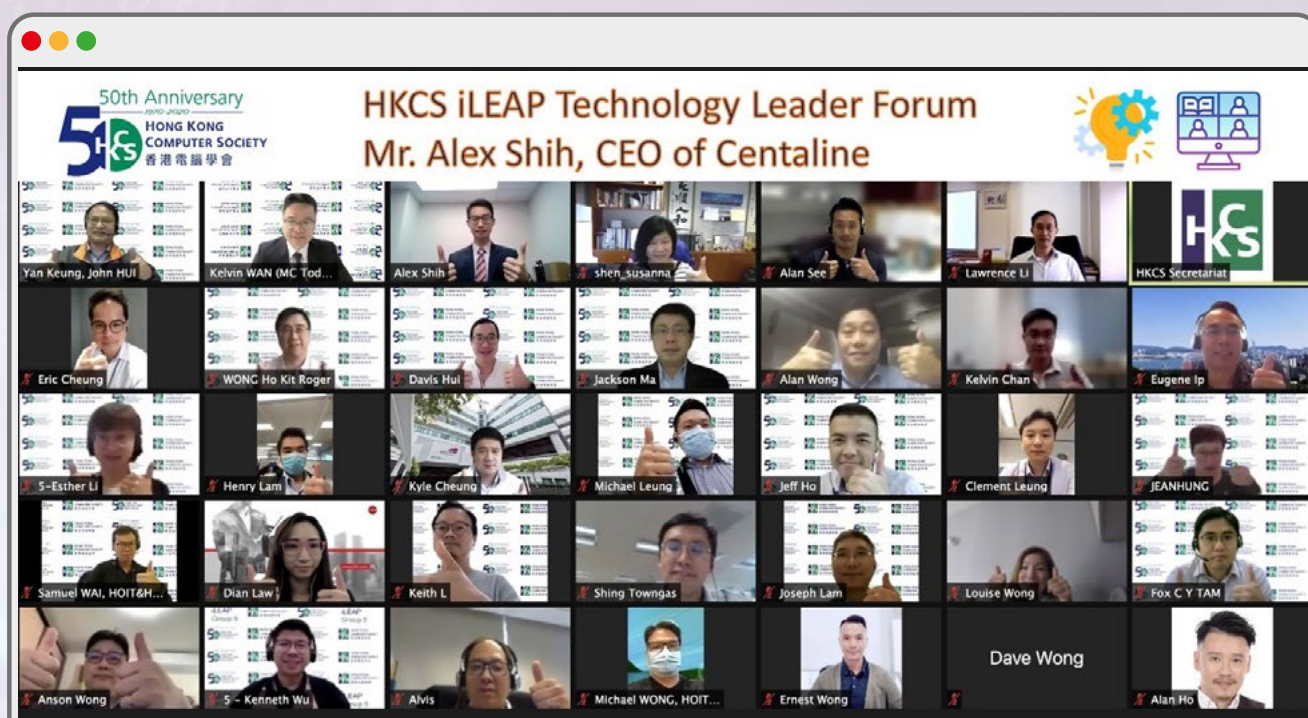 50th Anniversary
1970-2020
HONG KONG
COMPUTER SOCIETY
香港電腦學會
HKCS
HKCS iLEAP Technology Leader Forum
Mr. Alex Shih, CEO of Centaline
Yan Keung, John HUI
Kelvin WAN (MC Tod...
Alex Shih
shen_susanna
Alan See
Lawrence Li
HKCS
HKCS Secretariat
Eric Cheung
WONG Ho Kit Roger
Davis Hui
Jackson Ma
Alan Wong
Kelvin Chan
Eugene Ip
5-Esther Li
Henry Lam
Kyle Cheung
Michael Leung
Jeff Ho
Clement Leung
JEANHUNG
Samuel WAI, HOIT&H...
Dian Law
Keith L
Shing Towngas
Joseph Lam
Louise Wong
Fox C Y TAM
iLEAP
Group 5
Anson Wong
5 - Kenneth Wu
Alvis
Michael WONG, HOIT...
Ernest Wong
Dave Wong
Alan Ho